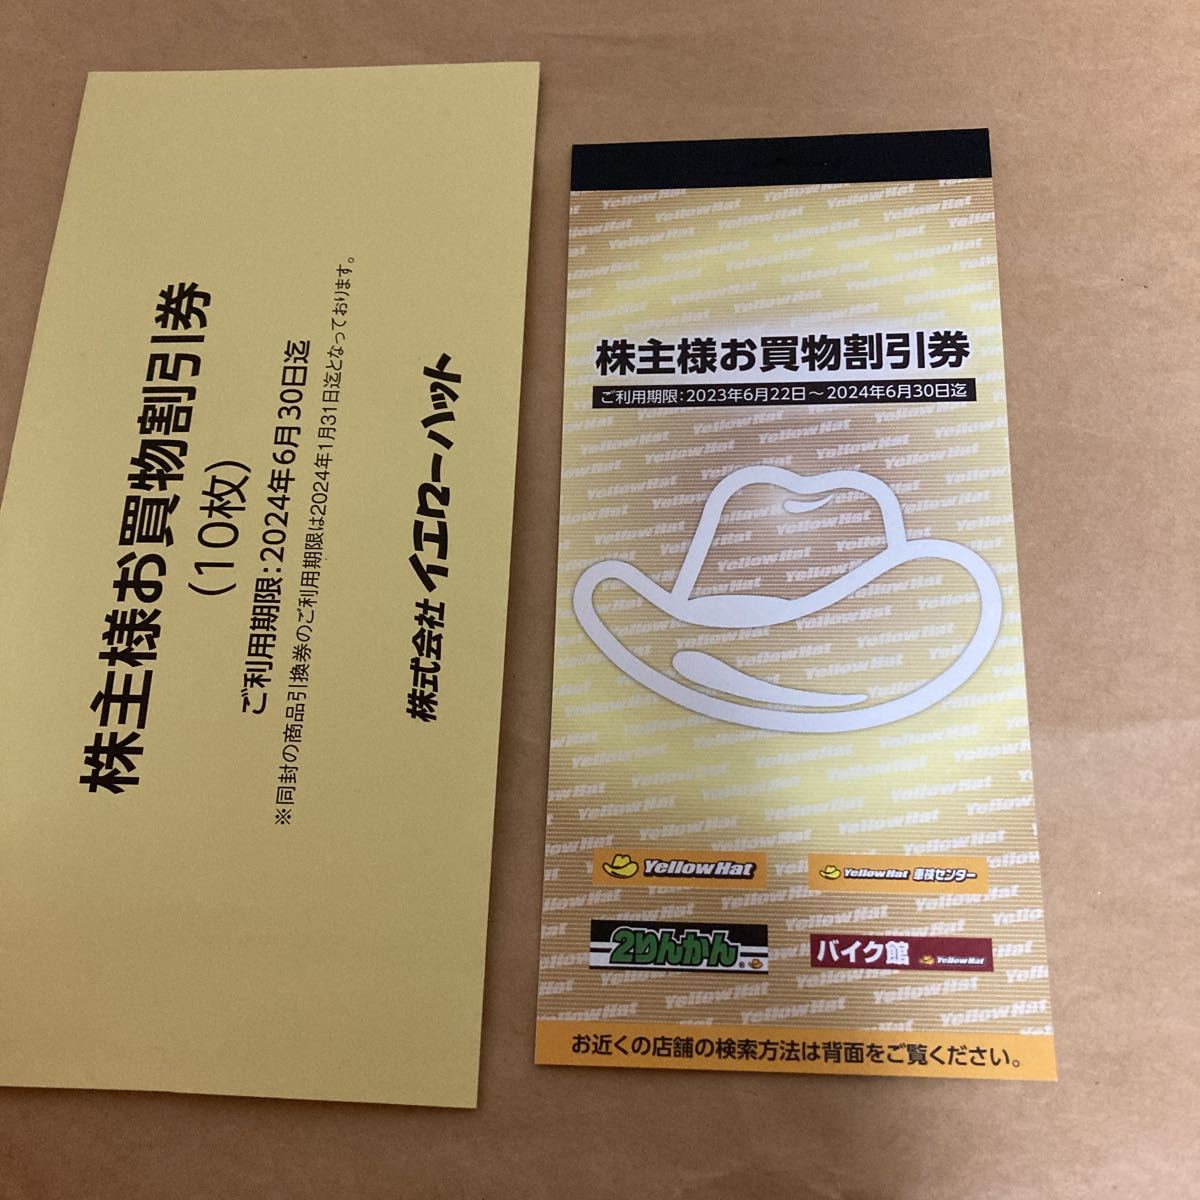 株主様お買物割引券
(10枚)
ご利用期限:2024年6月30日迄
※同封の商品引換券のご利用期限は2024年1月31日迄となっております。
株式会社 イエローハット
株主様お買物割引券
ご利用期限:2023年6月22日〜2024年6月30日迄
YellowHat
YellowHat 車検センター
2りんかん®
バイク館 YellowHat
お近くの店舗の検索方法は背面をご覧ください。